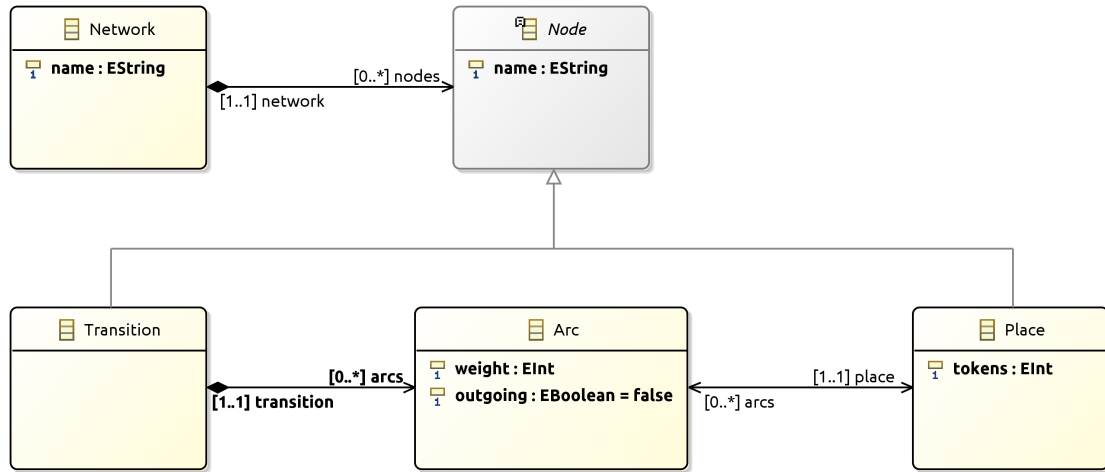 Network
name : EString
[0..*] nodes
[1..1] network
Node
name : EString
Transition
[0..*] arcs
[1..1] transition
Arc
weight : EInt
outgoing : EBoolean = false
[1..1] place
[0..*] arcs
Place
tokens : EInt